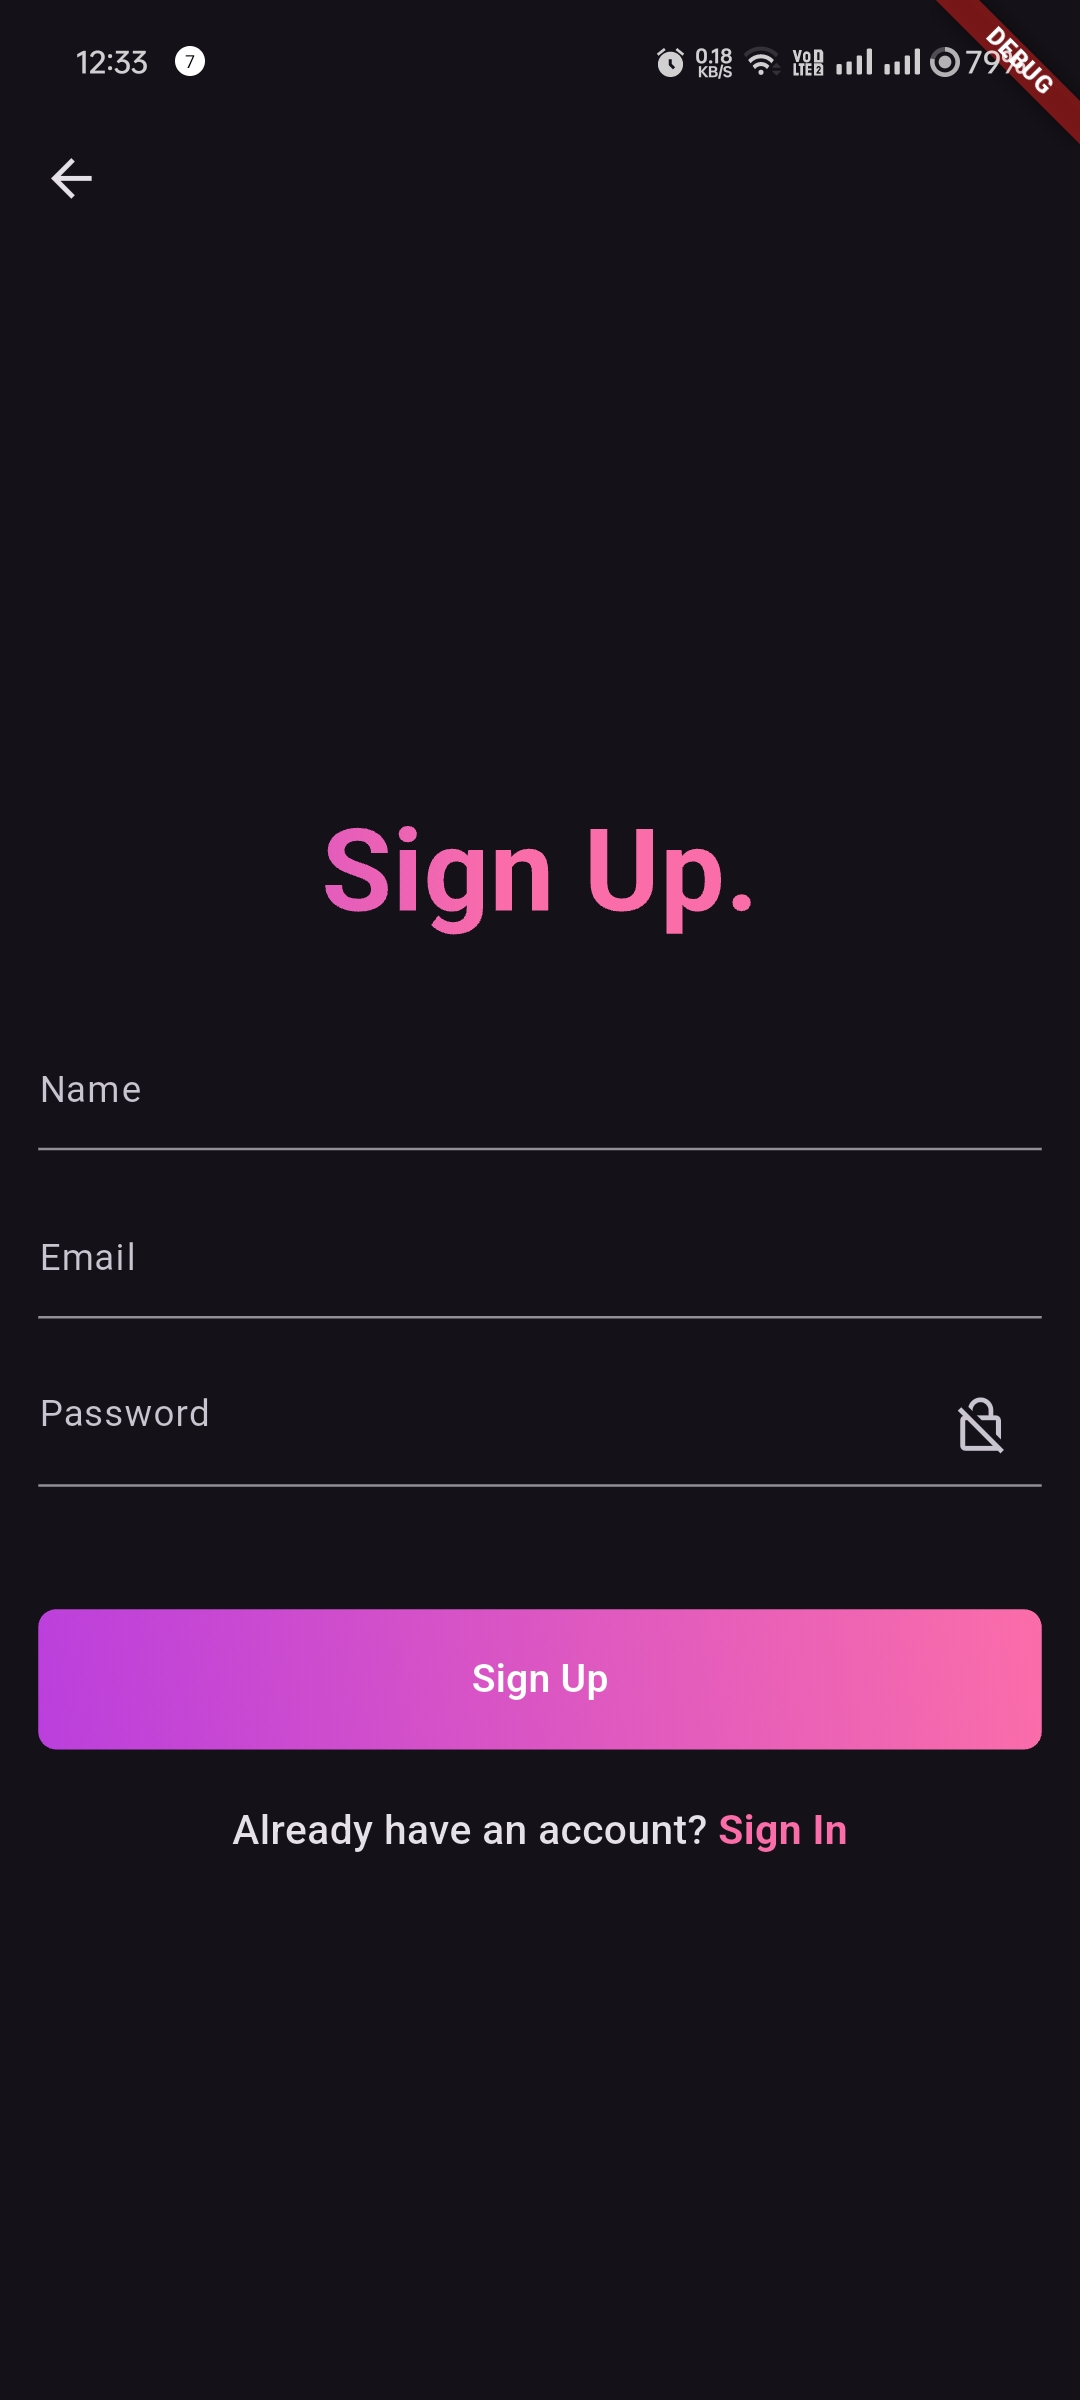 12:33 7 0.18 KB/S VoD LTE2 79%
DEBUG
Sign Up.
Name
Email
Password
Sign Up
Already have an account? Sign In